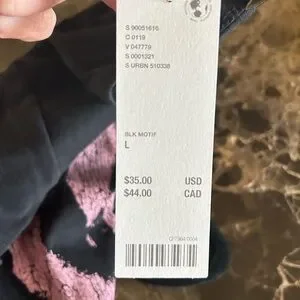 S 90051616
C 0119
V 047779
S 0001321
S URBN 510338
BLK MOTIF
L
$35.00 USD
$44.00 CAD